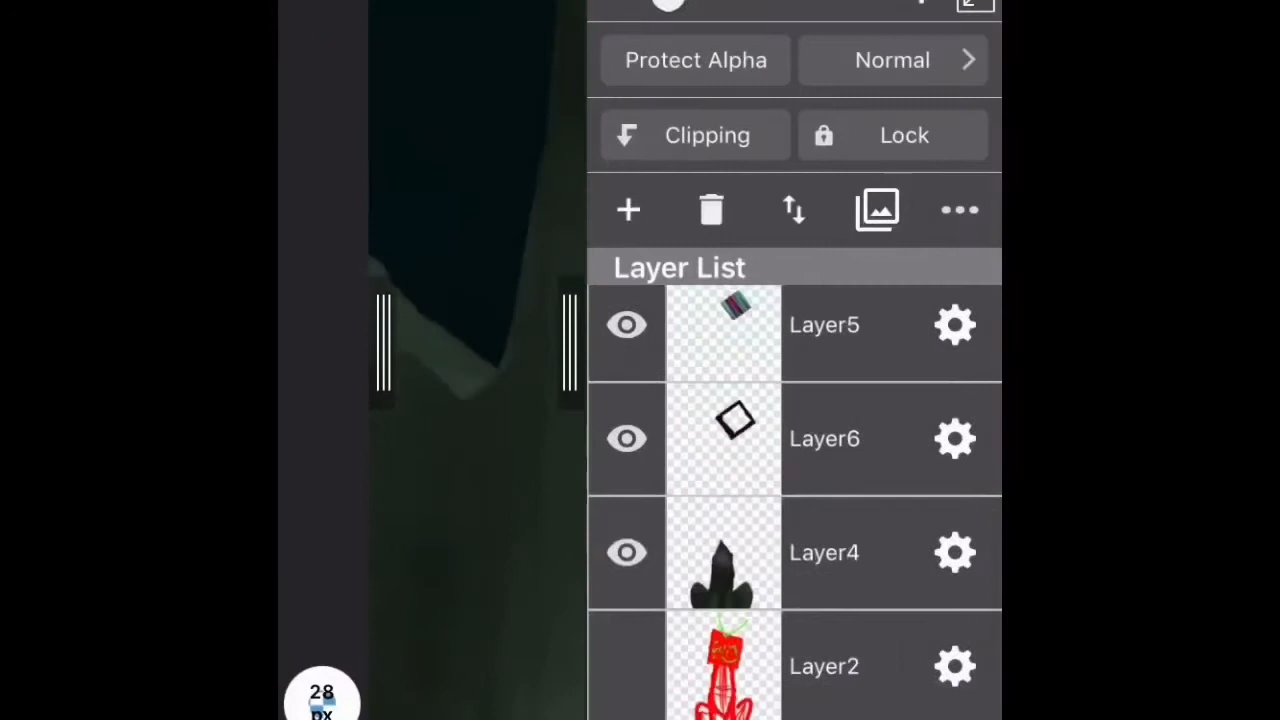 Protect Alpha
Normal
Clipping
Lock
Layer List
Layer5
Layer6
Layer4
Layer2
28
px